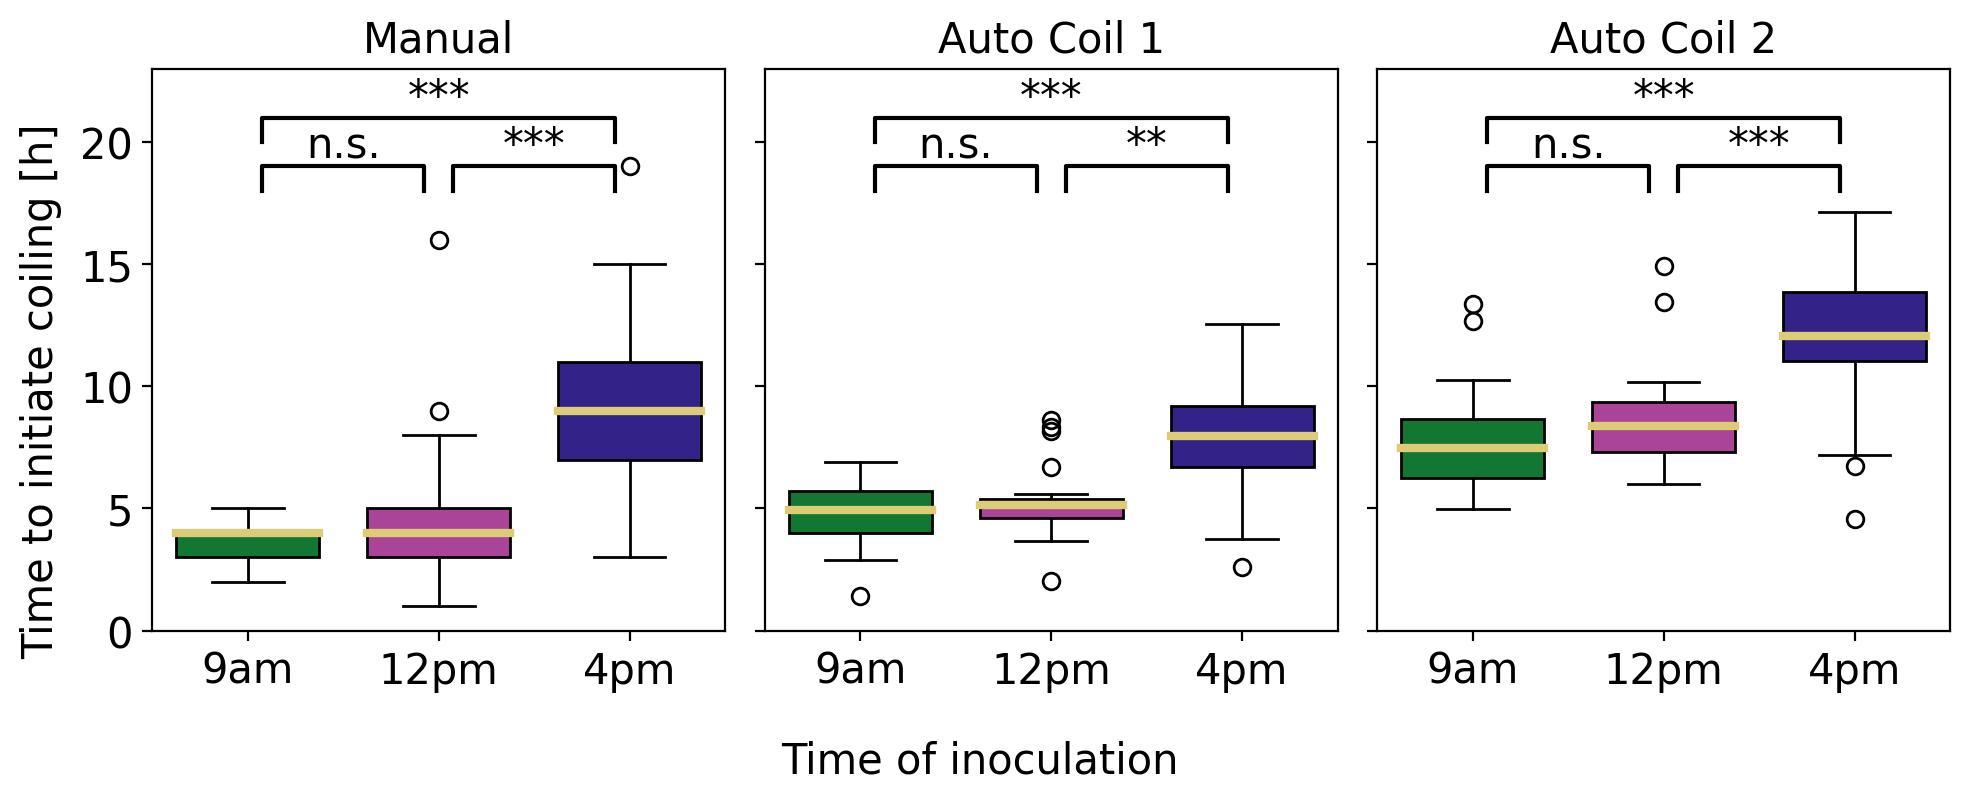 Manual
Auto Coil 1
Auto Coil 2
Time to initiate coiling [h]
20
15
10
5
0
***
n.s.
***
***
n.s.
**
***
n.s.
***
9am
12pm
4pm
9am
12pm
4pm
9am
12pm
4pm
Time of inoculation